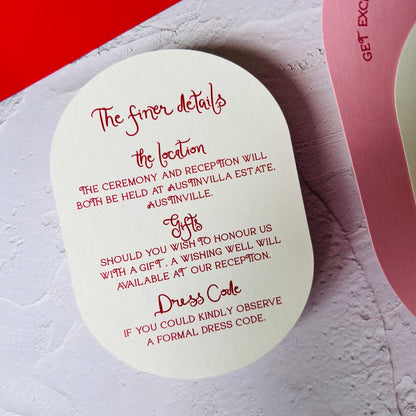 The finer details
the location
THE CEREMONY AND RECEPTION WILL
BOTH BE HELD AT AUSTINVILLA ESTATE,
AUSTINVILLE.
Gifts
SHOULD YOU WISH TO HONOUR US
WITH A GIFT, A WISHING WELL WILL
AVAILABLE AT OUR RECEPTION.
Dress Code
IF YOU COULD KINDLY OBSERVE
A FORMAL DRESS CODE.
GET EXC